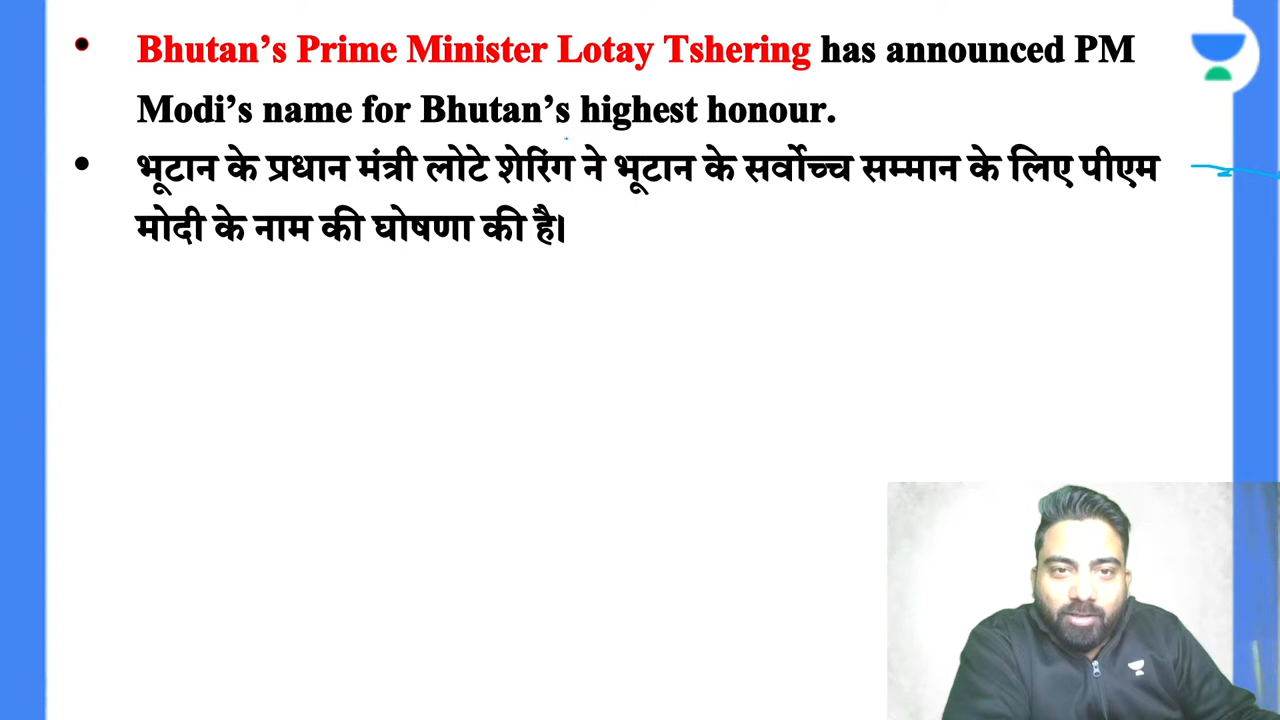 • Bhutan’s Prime Minister Lotay Tshering has announced PM
Modi’s name for Bhutan’s highest honour.
• भूटान के प्रधान मंत्री लोटे शेरिंग ने भूटान के सर्वोच्च सम्मान के लिए पीएम
मोदी के नाम की घोषणा की है।